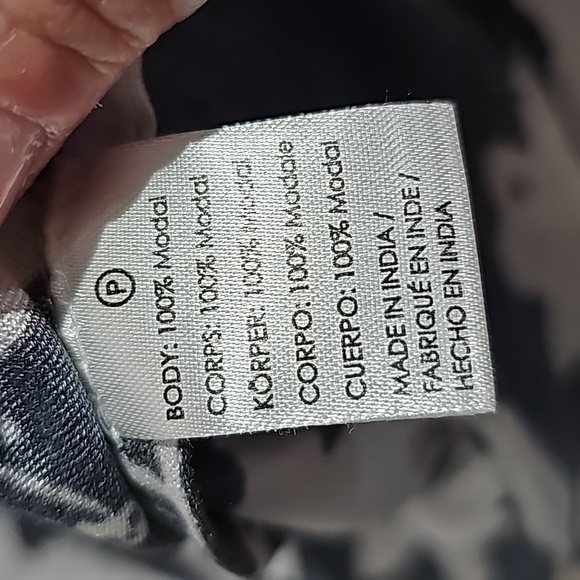 P
BODY: 100% Modal
CORPS: 100% Modal
KÖRPER: 100% Modal
CORPO: 100% Modale
CUERPO: 100% Modal
MADE IN INDIA /
FABRIQUÉ EN INDE /
HECHO EN INDIA